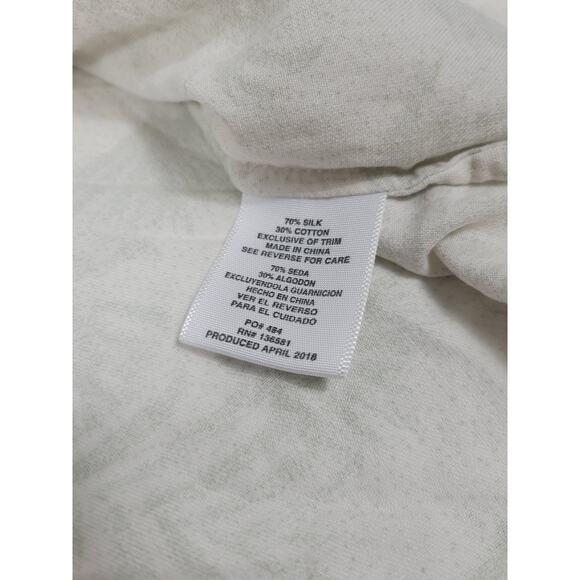 70% SILK
30% COTTON
EXCLUSIVE OF TRIM
MADE IN CHINA
SEE REVERSE FOR CARE
70% SEDA
30% ALGODON
EXCLUYENDOLA GUARNICION
HECHO EN CHINA
VER EL REVERSO
PARA EL CUIDADO
PO# 484
RN# 136581
PRODUCED APRIL 2018